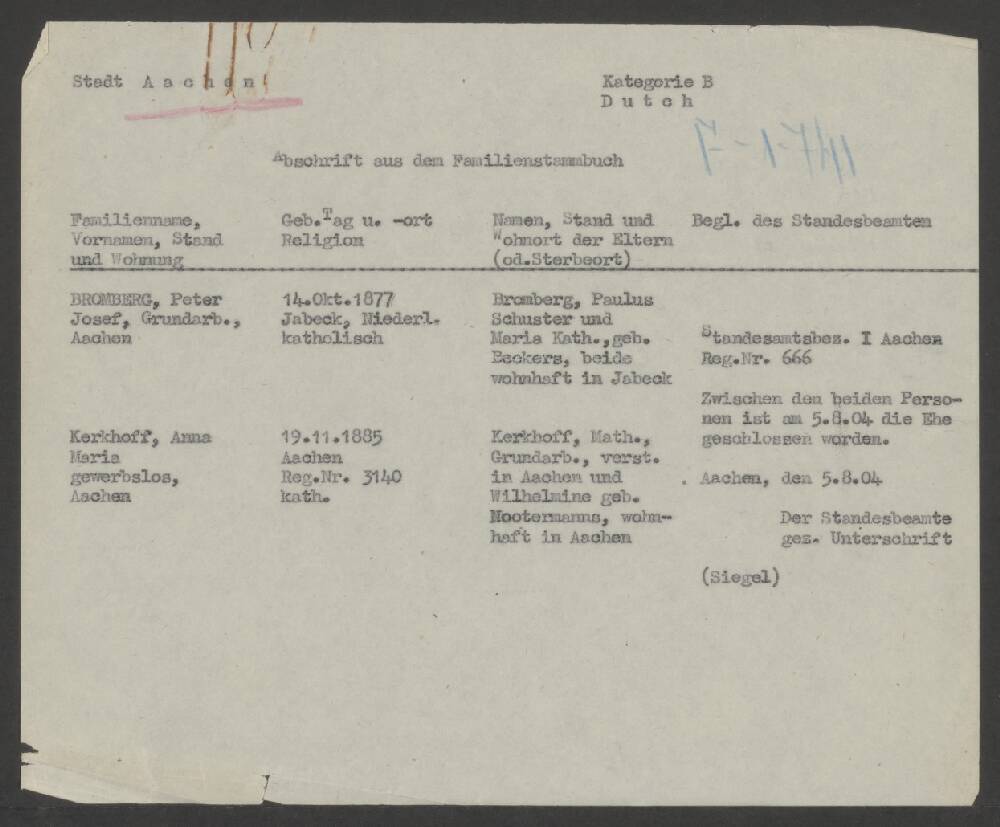 Stadt Aachen
Kategorie B
Dutch
Abschrift aus dem Familienstammbuch
Familienname,
Vornamen, Stand
und Wohnung
Geb.Tag u. -ort
Religion
Namen, Stand und
Wohnort der Eltern
(od.Sterbeort)
Begl. des Standesbeamten
BROMBERG, Peter
Josef, Grundarb.,
Aachen
14.Okt.1877
Jabeck, Niederl.
katholisch
Bromberg, Paulus
Schuster und
Maria Kath.,geb.
Eeckers, beide
wohnhaft in Jabeck
Standesamtsbez. I Aachen
Reg.Nr. 666
Zwischen den beiden Perso-
nen ist am 5.8.04 die Ehe
geschlossen worden.
Kerkhoff, Anna
Maria
gewerbslos,
Aachen
19.11.1885
Aachen
Reg.Nr. 3140
kath.
Kerkhoff, Math.,
Grundarb., verst.
in Aachen und
Wilhelmine geb.
Mootermanns, wohn-
haft in Aachen
Aachen, den 5.8.04
Der Standesbeamte
gez. Unterschrift
(Siegel)